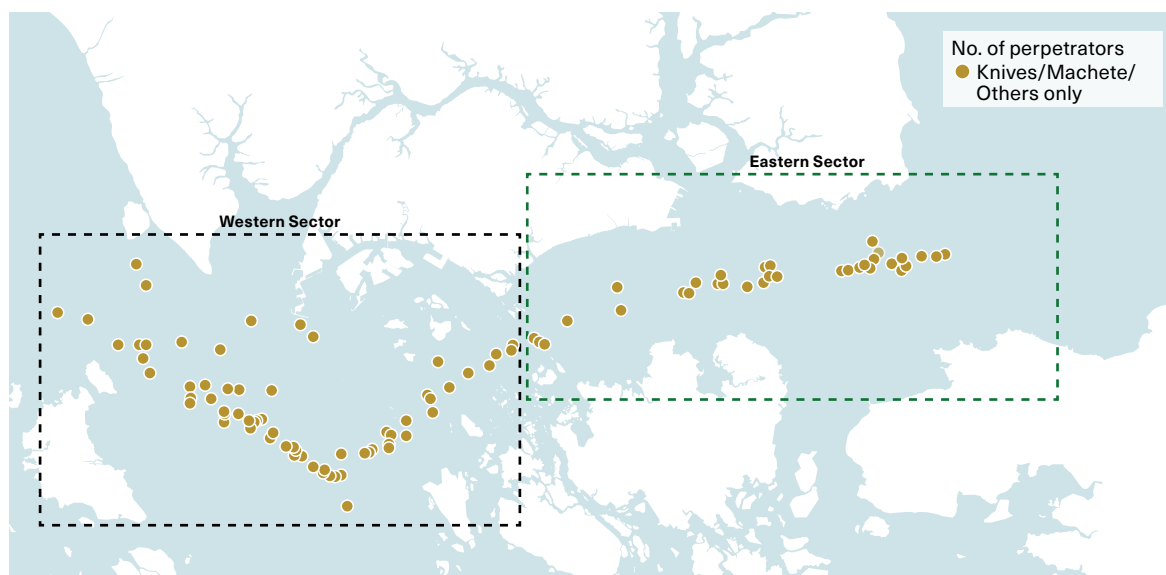 No. of perpetrators
Knives/Machete/
Others only
Eastern Sector
Western Sector